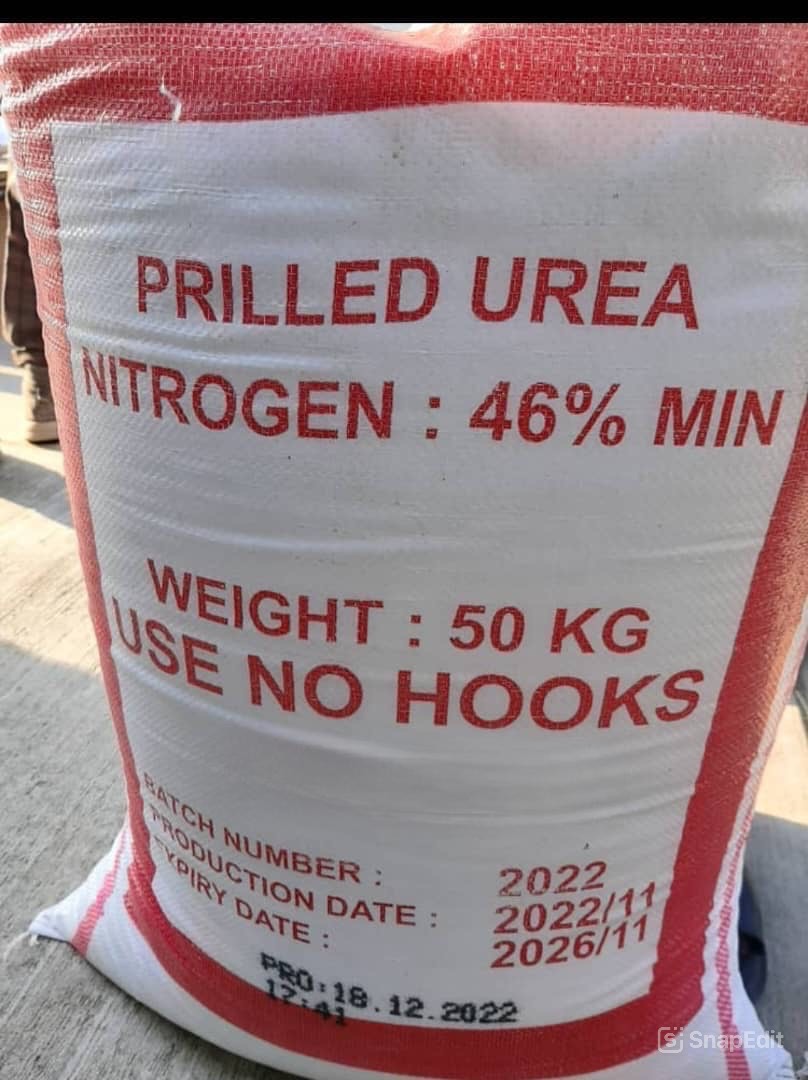 PRILLED UREA
NITROGEN : 46% MIN
WEIGHT : 50 KG
USE NO HOOKS
BATCH NUMBER : 2022
PRODUCTION DATE : 2022/11
EXPIRY DATE : 2026/11
PRO:18.12.2022
12:41
SnapEdit